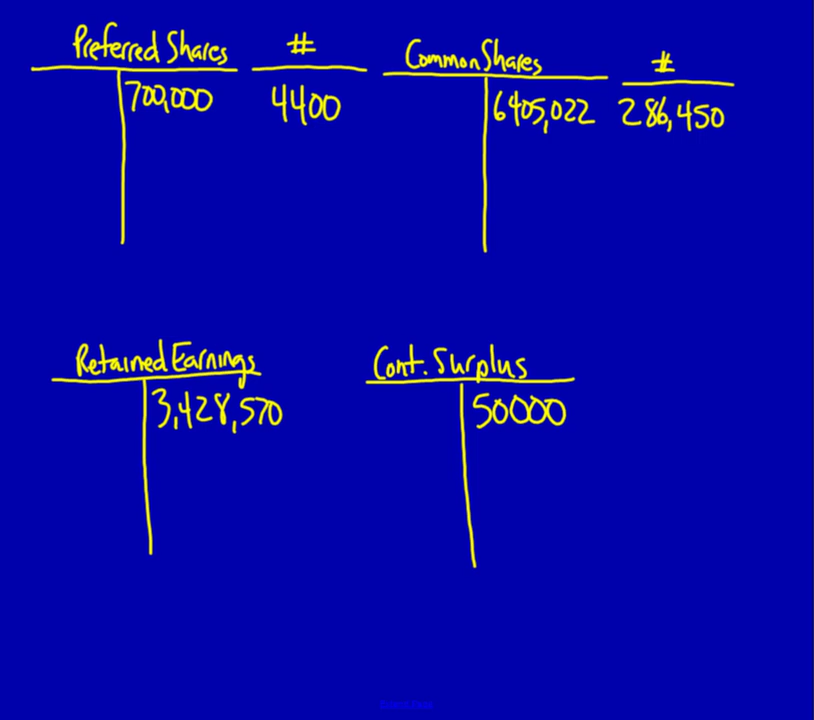 Preferred Shares #
700,000 4400
Common Shares #
6405,022 286,450
Retained Earnings
3,428,570
Cont. Surplus
50000